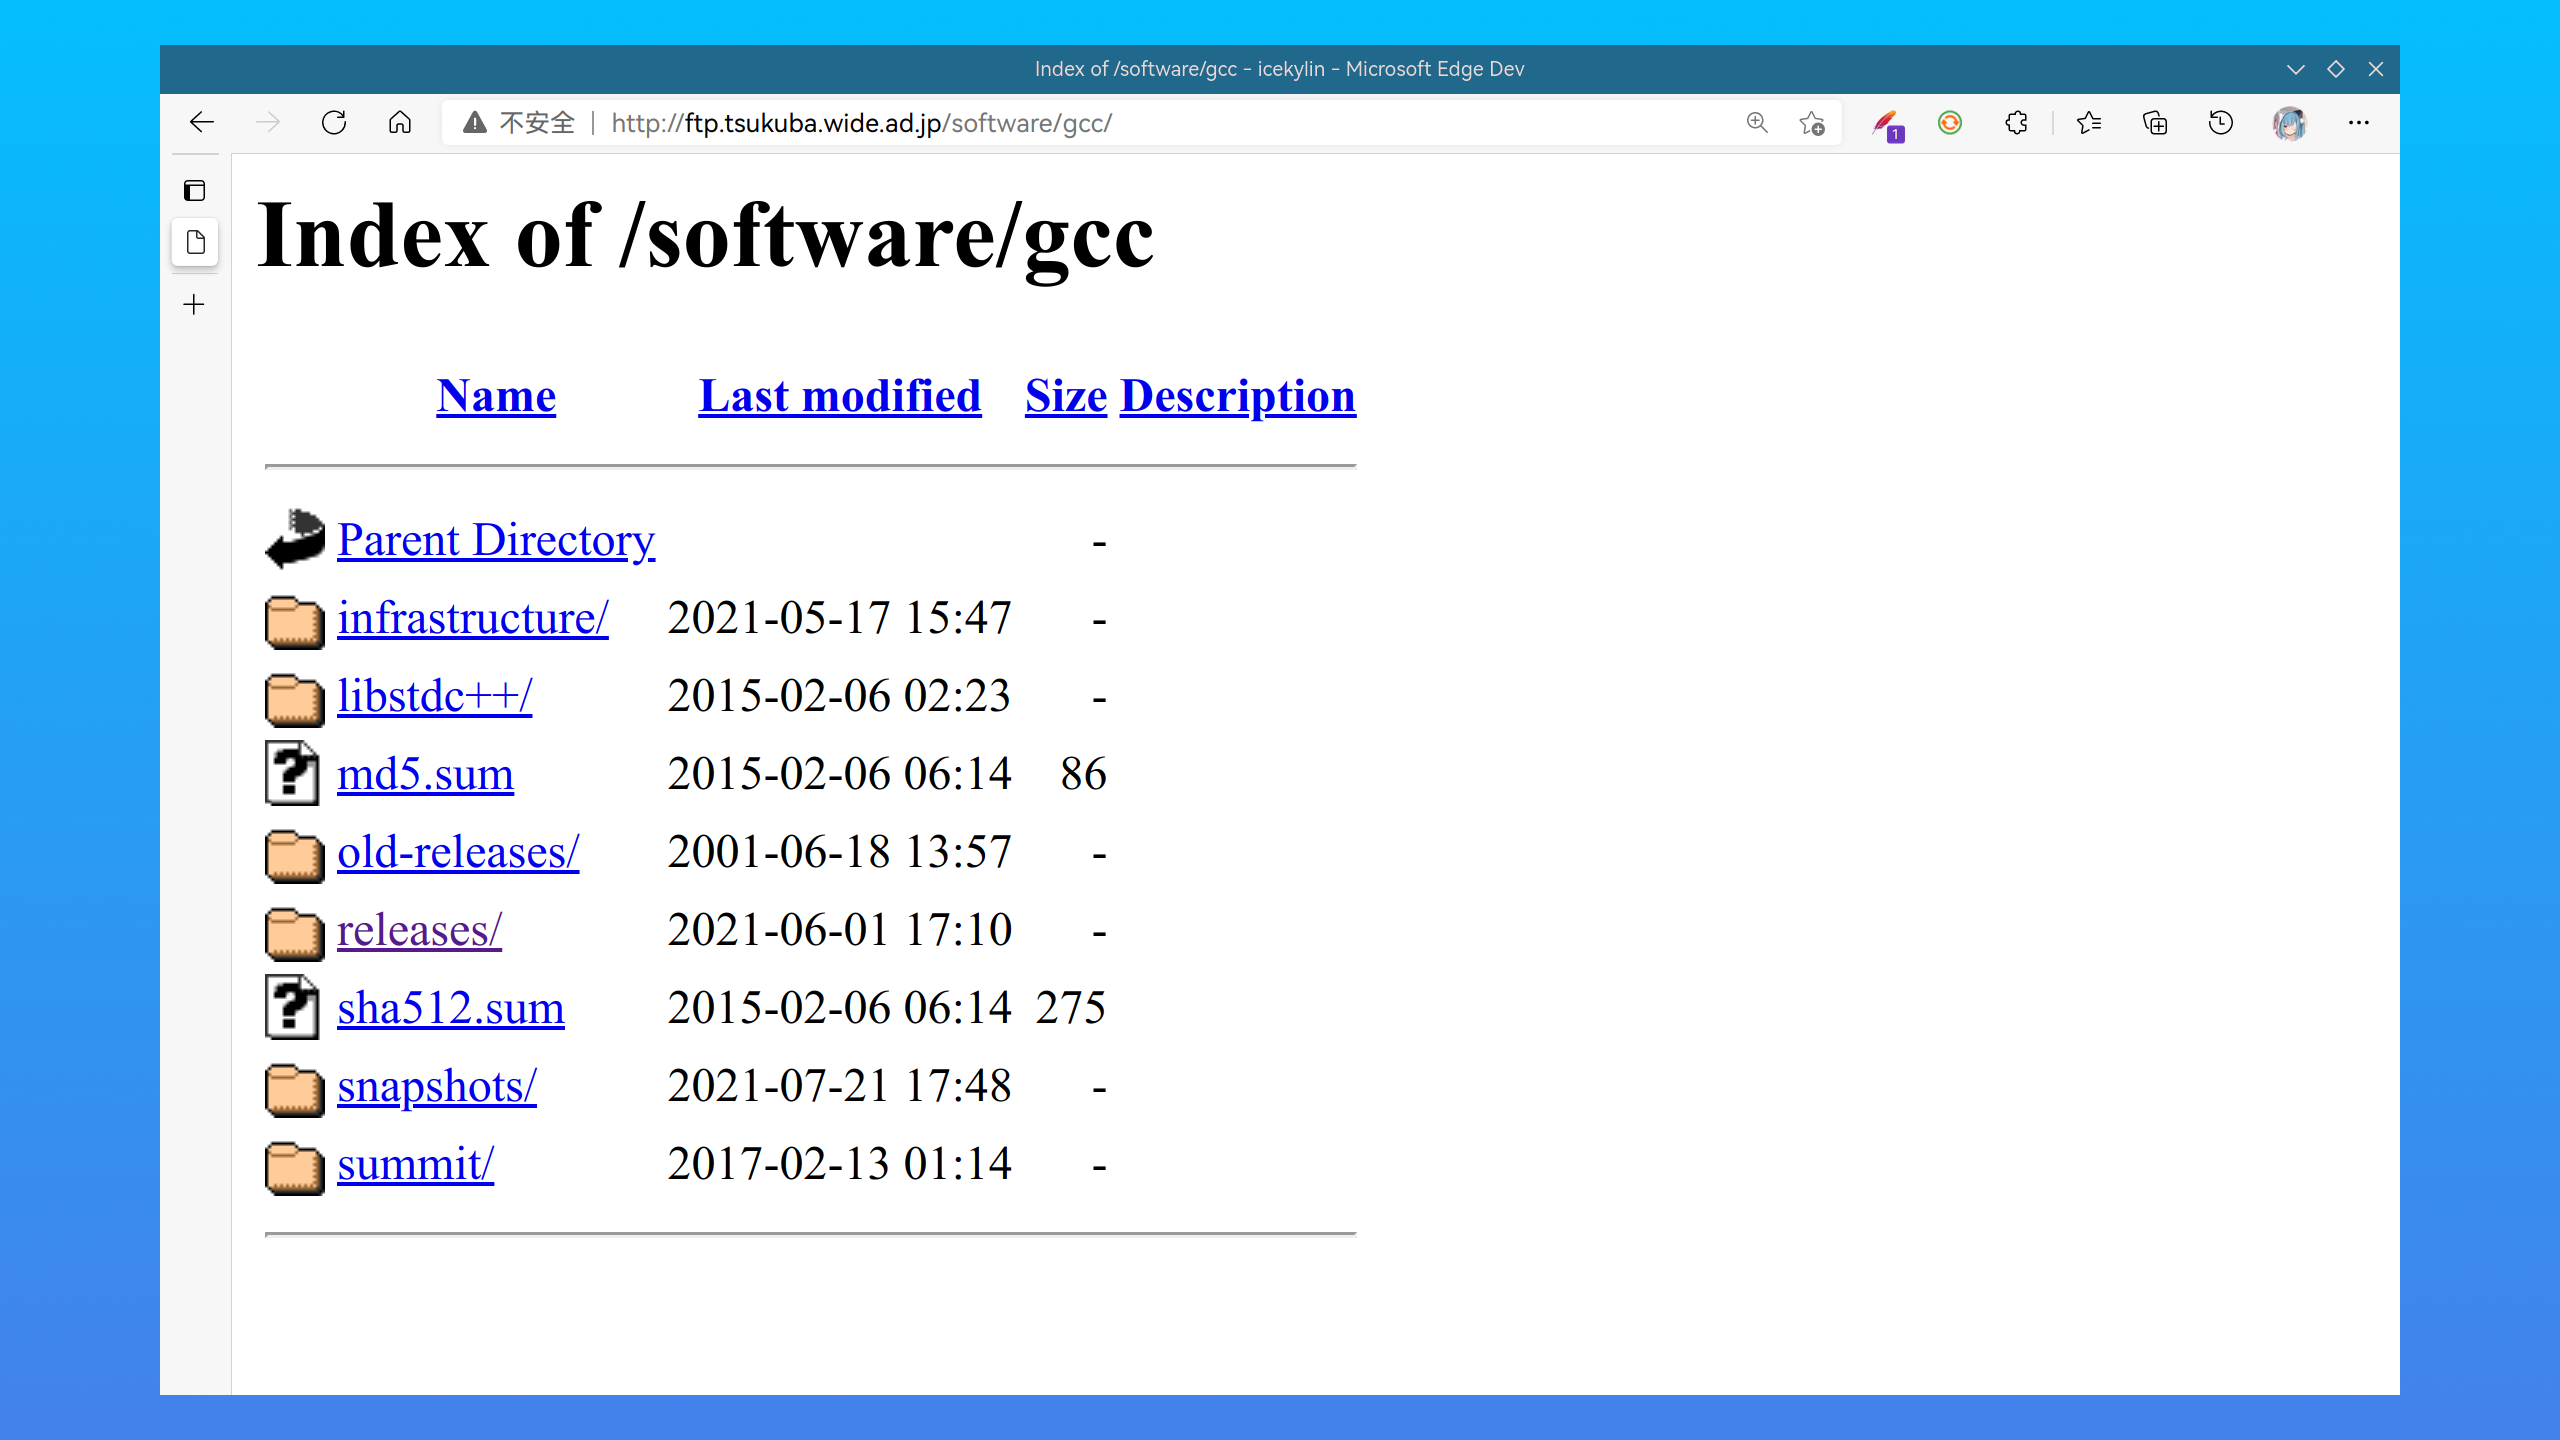 Index of /software/gcc - icekylin - Microsoft Edge Dev
不安全 | http://ftp.tsukuba.wide.ad.jp/software/gcc/
1
Index of /software/gcc
Name Last modified Size Description
Parent Directory -
infrastructure/ 2021-05-17 15:47 -
libstdc++/ 2015-02-06 02:23 -
md5.sum 2015-02-06 06:14 86
old-releases/ 2001-06-18 13:57 -
releases/ 2021-06-01 17:10 -
sha512.sum 2015-02-06 06:14 275
snapshots/ 2021-07-21 17:48 -
summit/ 2017-02-13 01:14 -